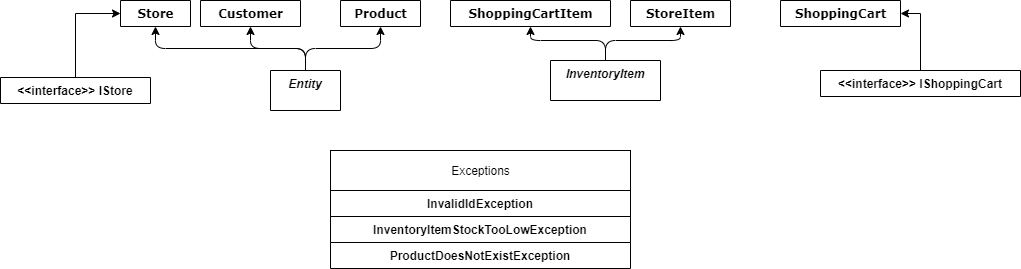 Store
Customer
Product
ShoppingCartItem
StoreItem
ShoppingCart
<<interface>> IStore
Entity
InventoryItem
<<interface>> IShoppingCart
Exceptions
InvalidIdException
InventoryItemStockTooLowException
ProductDoesNotExistException